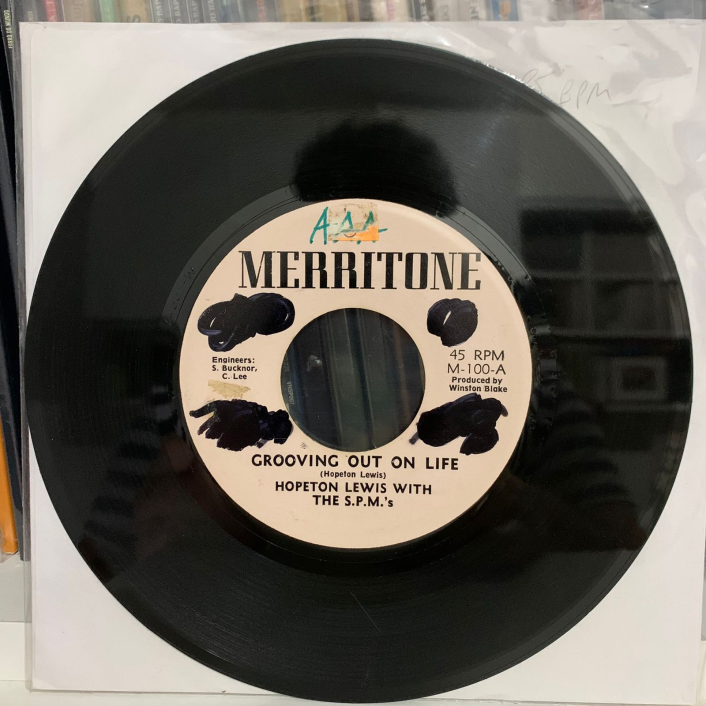 BPM
A.A.A
MERRITONE
Engineers:
S. Bucknor,
C. Lee
45 RPM
M-100-A
Produced by
Winston Blake
GROOVING OUT ON LIFE
(Hopeton Lewis)
HOPETON LEWIS WITH
THE S.P.M.'s